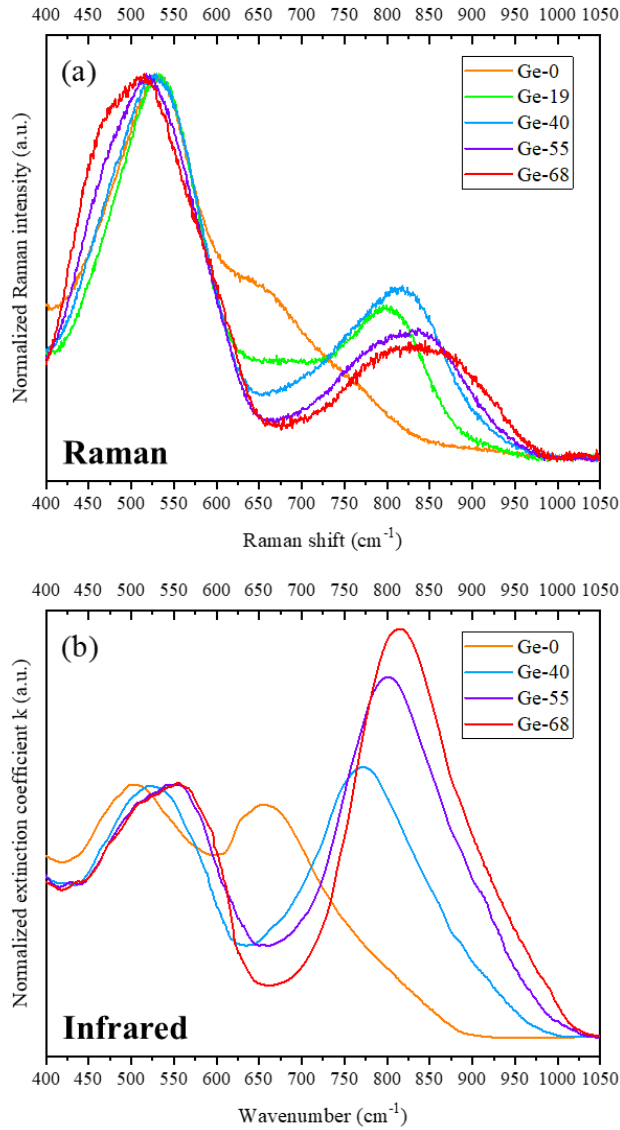 400 450 500 550 600 650 700 750 800 850 900 950 1000 1050
(a)
Ge-0
Ge-19
Ge-40
Ge-55
Ge-68
Normalized Raman intensity (a.u.)
Raman
400 450 500 550 600 650 700 750 800 850 900 950 1000 1050
Raman shift (cm⁻¹)
400 450 500 550 600 650 700 750 800 850 900 950 1000 1050
(b)
Ge-0
Ge-40
Ge-55
Ge-68
Normalized extinction coefficient k (a.u.)
Infrared
400 450 500 550 600 650 700 750 800 850 900 950 1000 1050
Wavenumber (cm⁻¹)